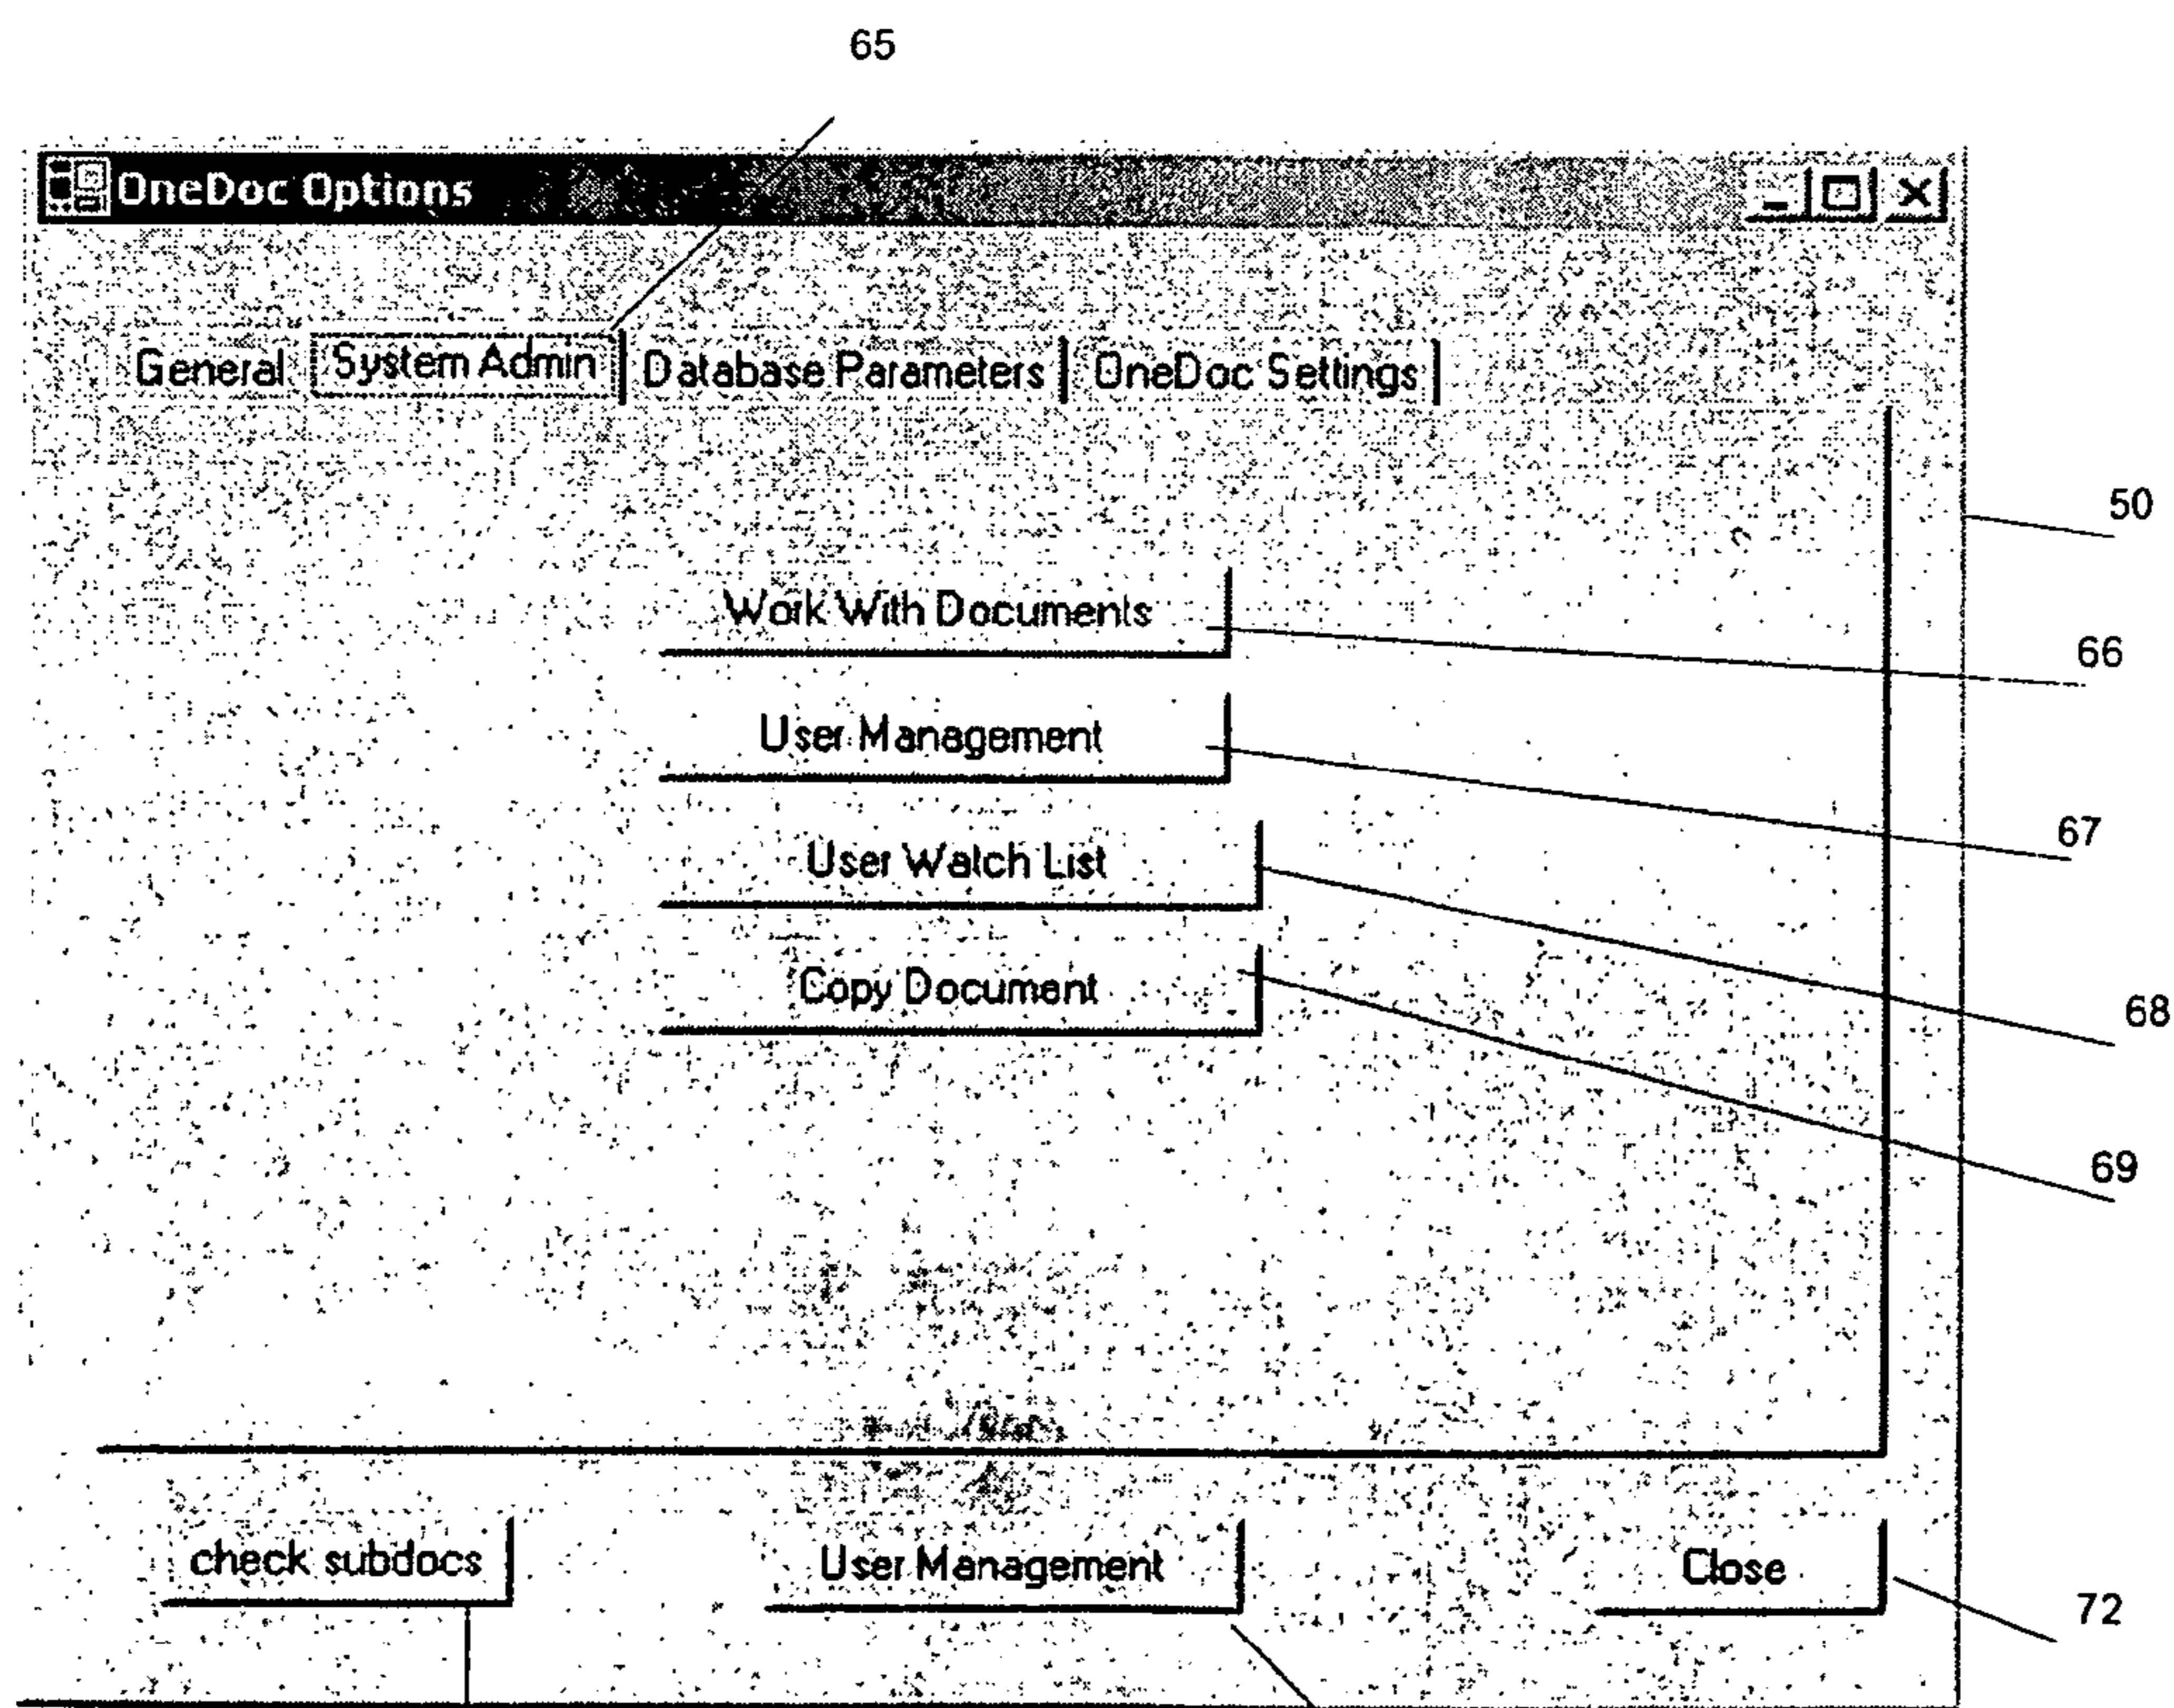 65
OneDoc Options
General System Admin Database Parameters OneDoc Settings
50
Work With Documents
66
User Management
67
User Watch List
68
Copy Document
69
check subdocs User Management Close
72